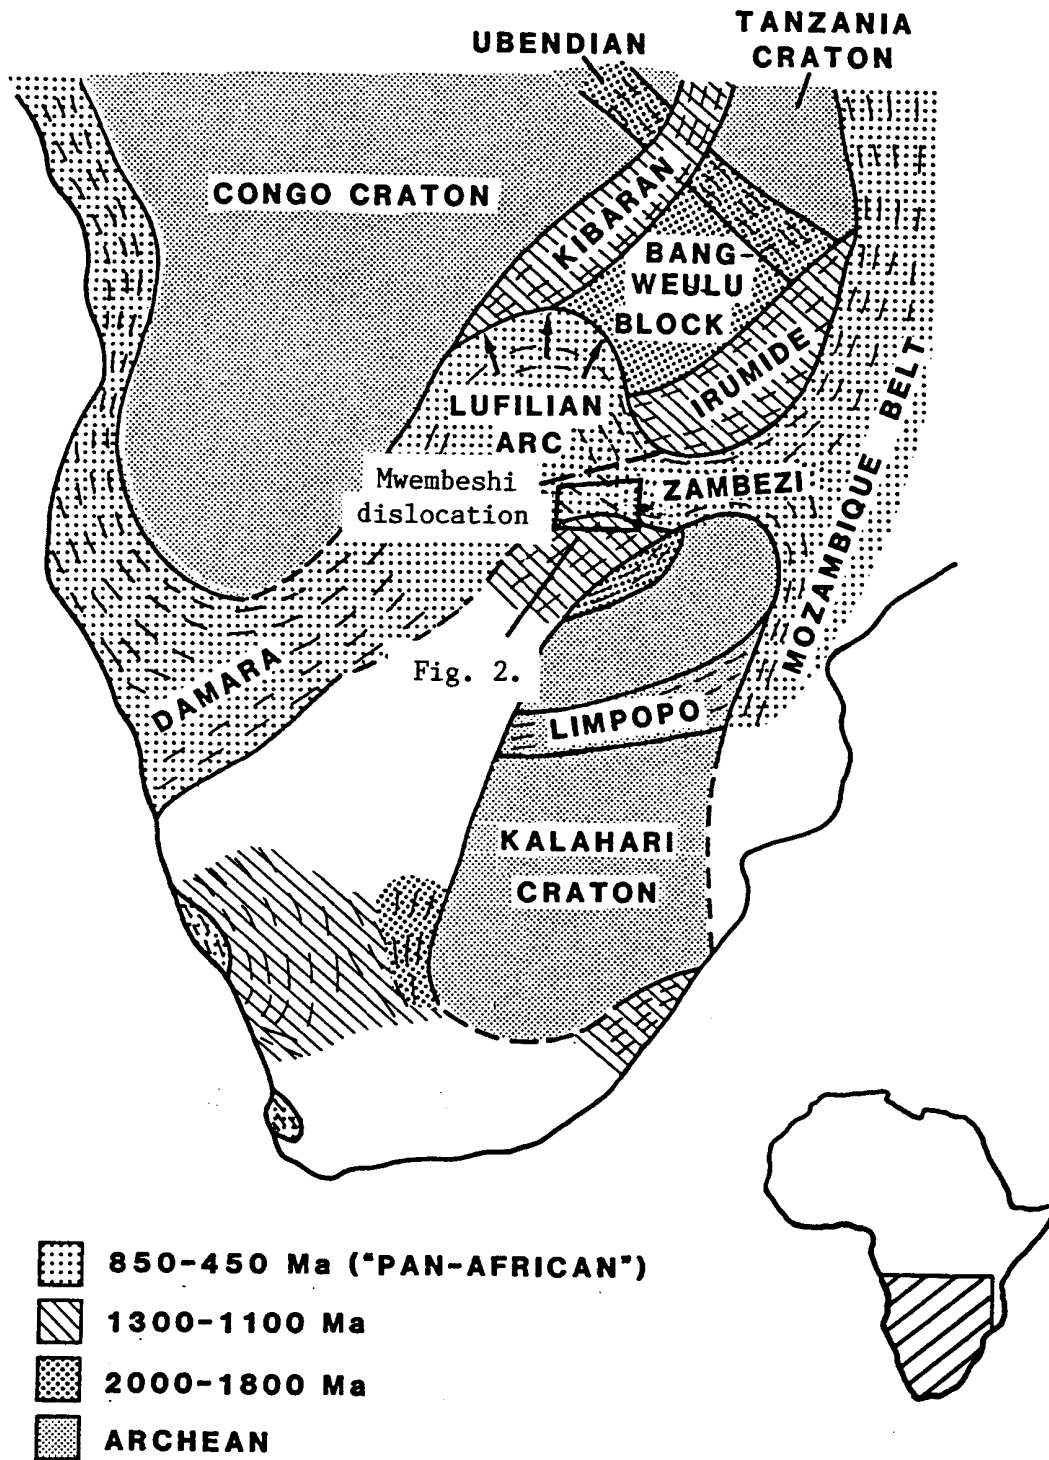 UBENDIAN
TANZANIA
CRATON
CONGO CRATON
KIBARAN
BANG-
WEULU
BLOCK
IRUMIDE
LUFILIAN
ARC
Mwembeshi
dislocation
ZAMBEZI
MOZAMBIQUE BELT
Fig. 2.
DAMARA
LIMPOPO
KALAHARI
CRATON
850-450 Ma ("PAN-AFRICAN")
1300-1100 Ma
2000-1800 Ma
ARCHEAN